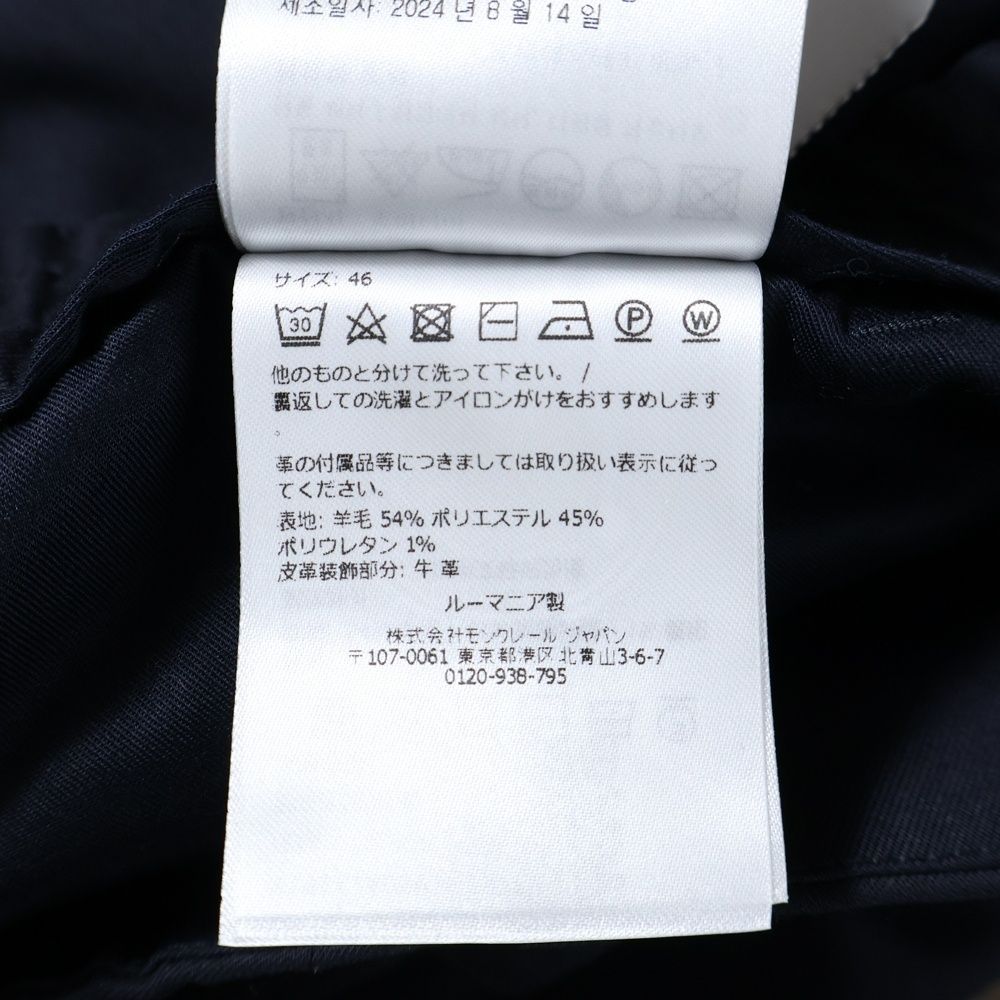 제조일자: 2024 년 8 월 14 일
サイズ: 46
30
P
W
他のものと分けて洗って下さい。 /
裏返しての洗濯とアイロンがけをおすすめします
。
革の付属品等につきましては取り扱い表示に従っ
てください。
表地: 羊毛 54% ポリエステル 45%
ポリウレタン 1%
皮革装飾部分: 牛 革
ルーマニア製
株式会社モンクレール ジャパン
〒107-0061 東京都港区北青山3-6-7
0120-938-795